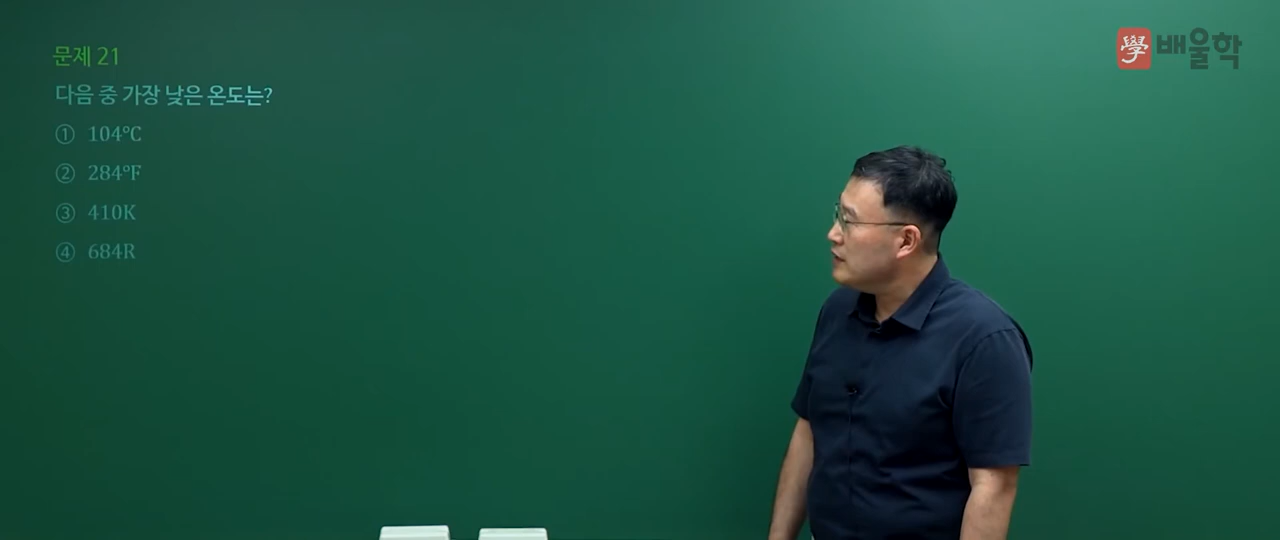 문제 21
다음 중 가장 낮은 온도는?
① 104℃
② 284℉
③ 410K
④ 684R
學 배울학